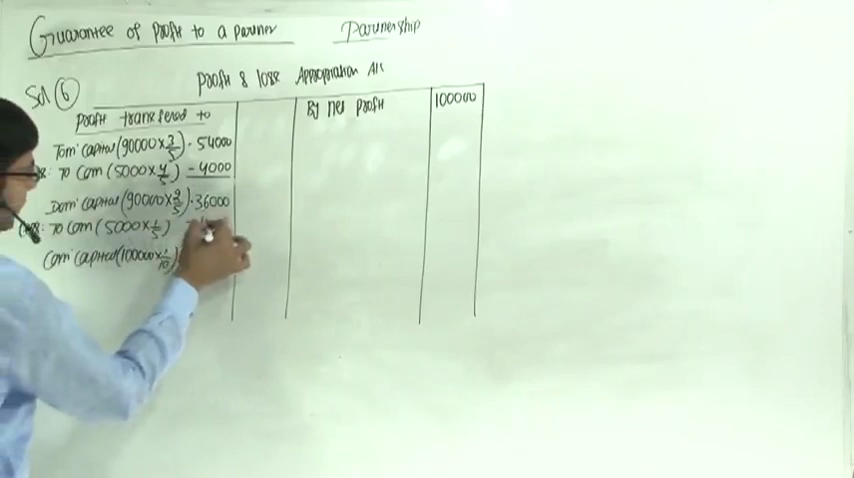 Guarantee of Profit to a partner Partnership
Sol 6
Profit & loss Appropriation A/c
Profit transfered to
By Net Profit 100000
Tom' Capital (90000 x 3/5) - 54000
To Com (5000 x 4/5) - 4000
Dom' Capital (90000 x 2/5) - 36000
To Com (5000 x 1/5)
Com' Capital (100000 x 1/10)